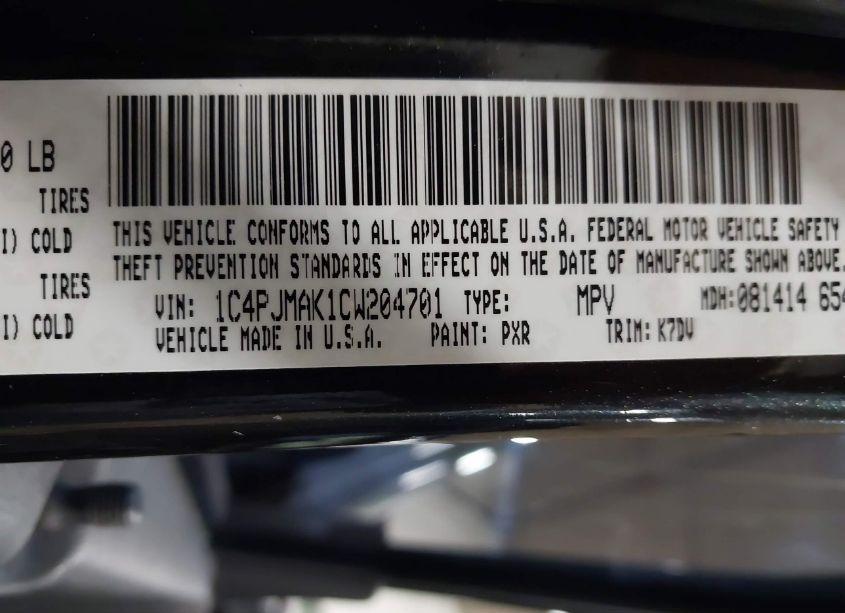 0 LB
TIRES
I) COLD
TIRES
I) COLD
THIS VEHICLE CONFORMS TO ALL APPLICABLE U.S.A. FEDERAL MOTOR VEHICLE SAFETY
THEFT PREVENTION STANDARDS IN EFFECT ON THE DATE OF MANUFACTURE SHOWN ABOVE.
VIN: 1C4PJMAK1CW204701 TYPE: MPV MDH:081414 654
VEHICLE MADE IN U.S.A. PAINT: PXR TRIM: K7DV